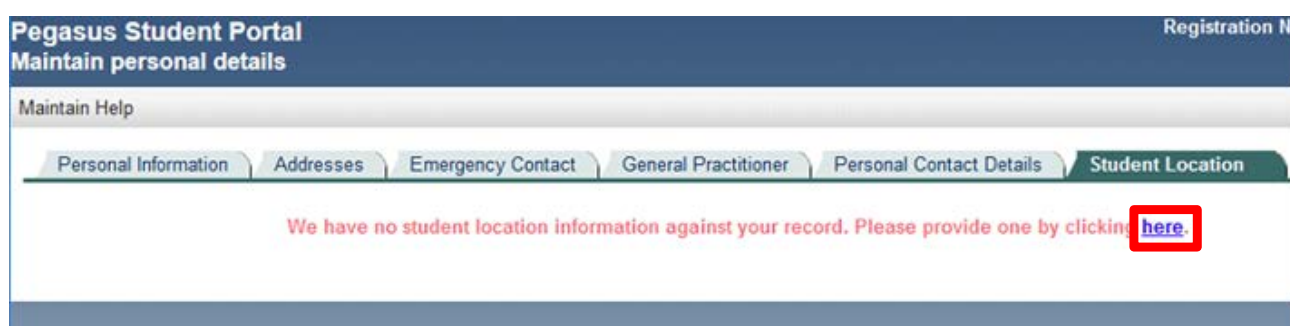 Pegasus Student Portal
Registration N
Maintain personal details
Maintain Help
Personal Information Addresses Emergency Contact General Practitioner Personal Contact Details Student Location
We have no student location information against your record. Please provide one by clicking here.